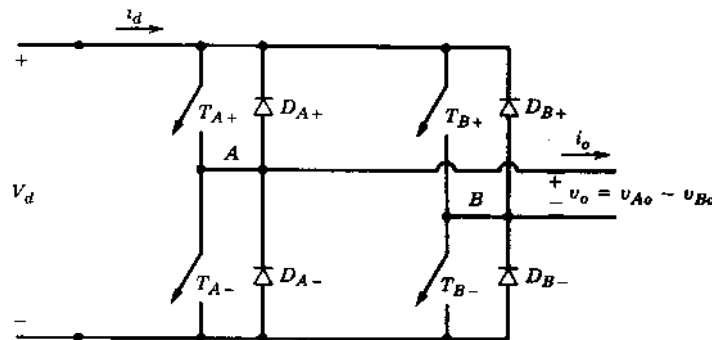 i_d
+
T_{A+}
D_{A+}
T_{B+}
D_{B+}
A
i_o
V_d
+
−
v_o = v_{Ao} − v_{Bo}
B
T_{A−}
D_{A−}
T_{B−}
D_{B−}
−